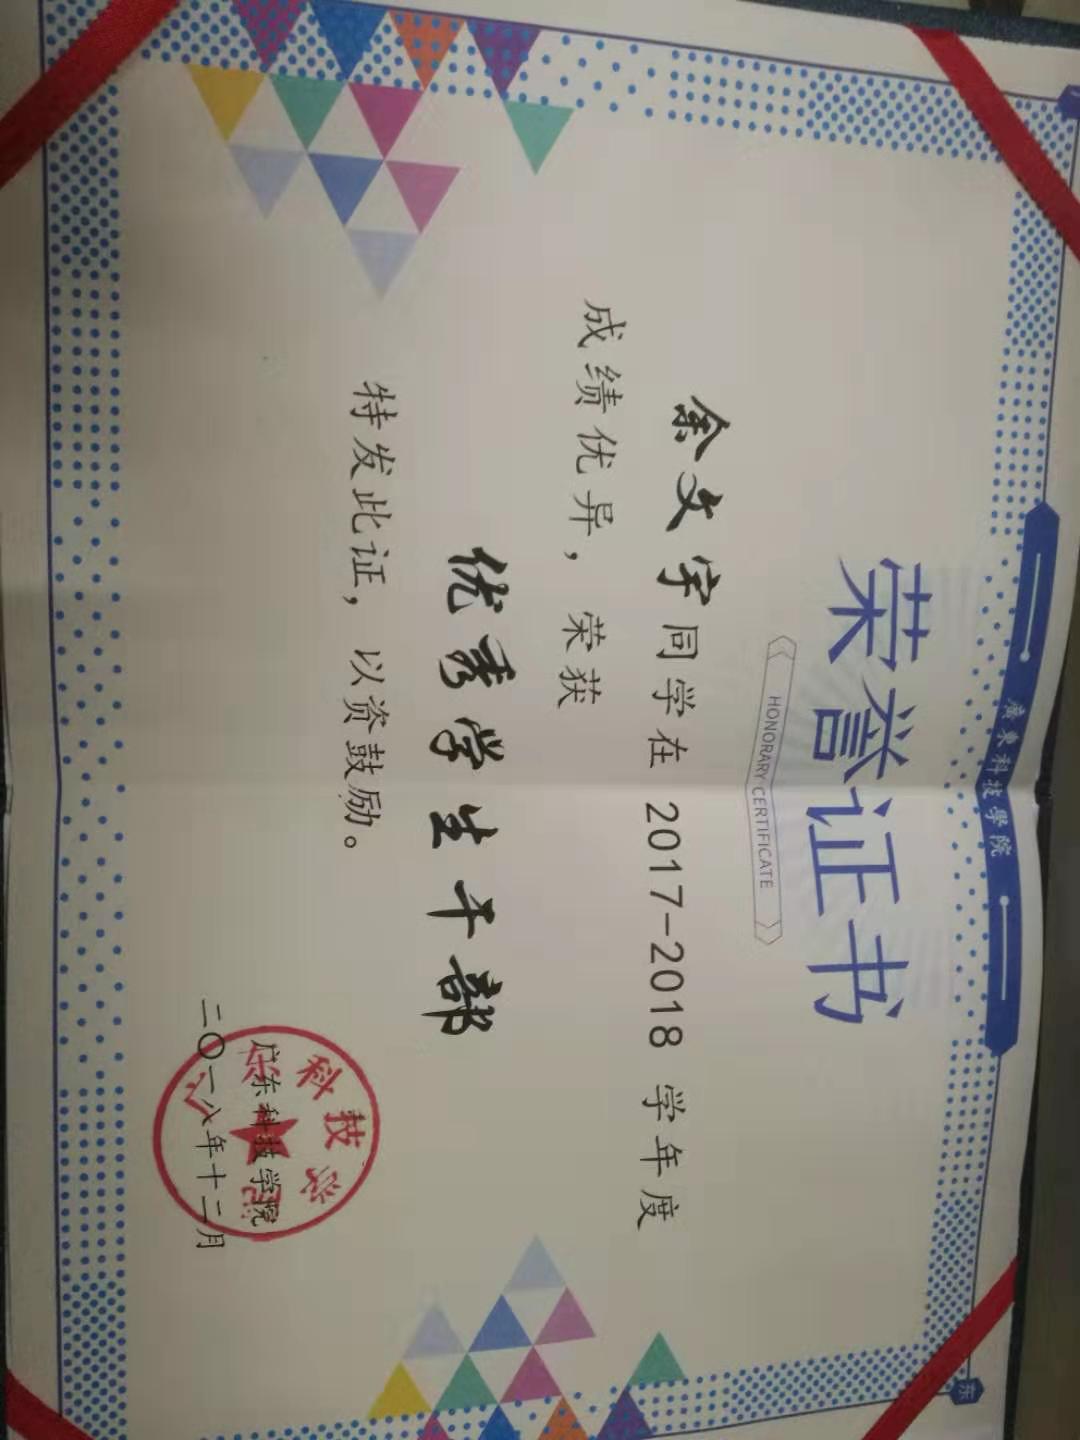 廣東科技學院
东
荣誉证书
HONORARY CERTIFICATE
余文宇同学在 2017-2018 学年度
成绩优异，荣获
优秀学生干部
特发此证，以资鼓励。
广东科技学院
广东科技学院
二〇一八年十二月